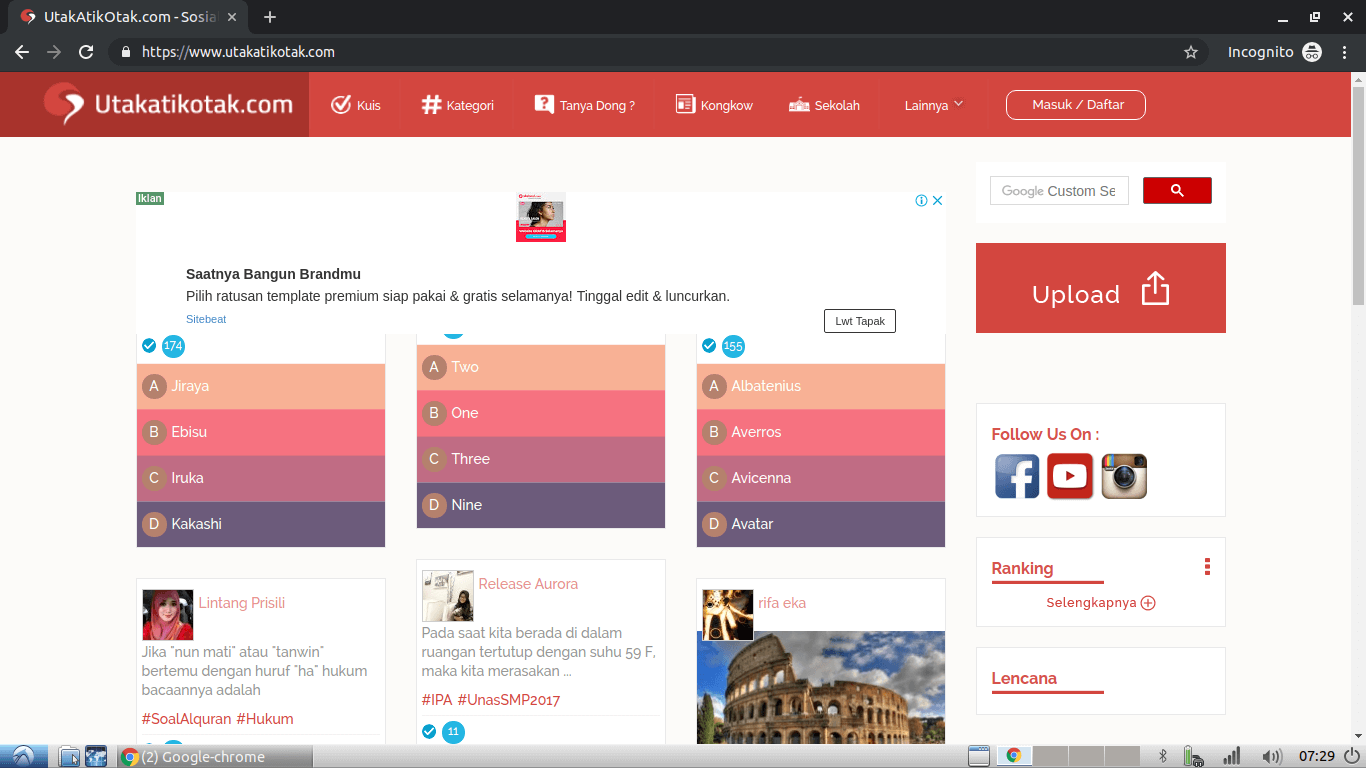 UtakAtikOtak.com - Sosia
https://www.utakatikotak.com
Incognito
Utakatikotak.com
Kuis
Kategori
Tanya Dong ?
Kongkow
Sekolah
Lainnya
Masuk / Daftar
Iklan
Saatnya Bangun Brandmu
Pilih ratusan template premium siap pakai & gratis selamanya! Tinggal edit & luncurkan.
Sitebeat
Lwt Tapak
Google Custom Se
Upload
174
A Jiraya
B Ebisu
C Iruka
D Kakashi
A Two
B One
C Three
D Nine
155
A Albatenius
B Averros
C Avicenna
D Avatar
Follow Us On :
Ranking
Selengkapnya
Lencana
Lintang Prisili
Jika "nun mati" atau "tanwin"
bertemu dengan huruf "ha" hukum
bacaannya adalah
#SoalAlquran #Hukum
Release Aurora
Pada saat kita berada di dalam
ruangan tertutup dengan suhu 59 F,
maka kita merasakan ...
#IPA #UnasSMP2017
11
rifa eka
(2) Google-chrome
07:29